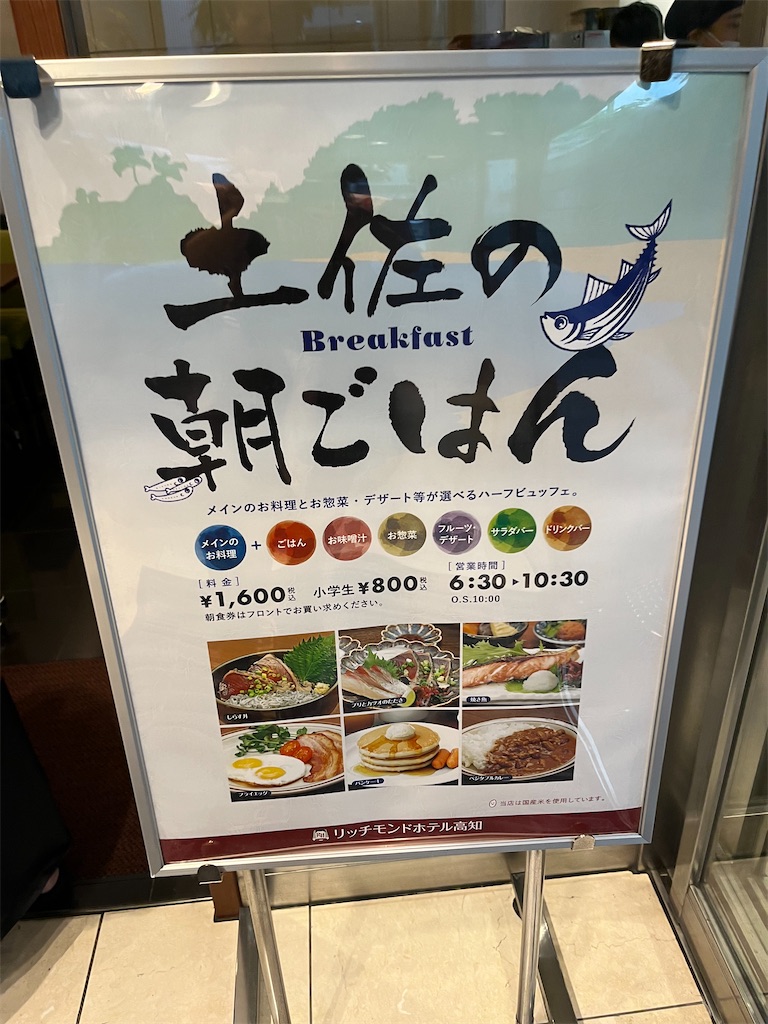 土佐の
Breakfast
朝ごはん
メインのお料理とお惣菜・デザート等が選べるハーフビュッフェ。
メインの
お料理
+
ごはん
お味噌汁
お惣菜
フルーツ・
デザート
サラダバー
ドリンクバー
[料金]
¥1,600税込 小学生¥800税込
朝食券はフロントでお買い求めください。
[営業時間]
6:30▸10:30
O.S.10:00
しらす丼
ブリとカツオのたたき
焼き魚
フライエッグ
パンケーキ
ベジタブルカレー
当店は国産米を使用しています。
リッチモンドホテル高知